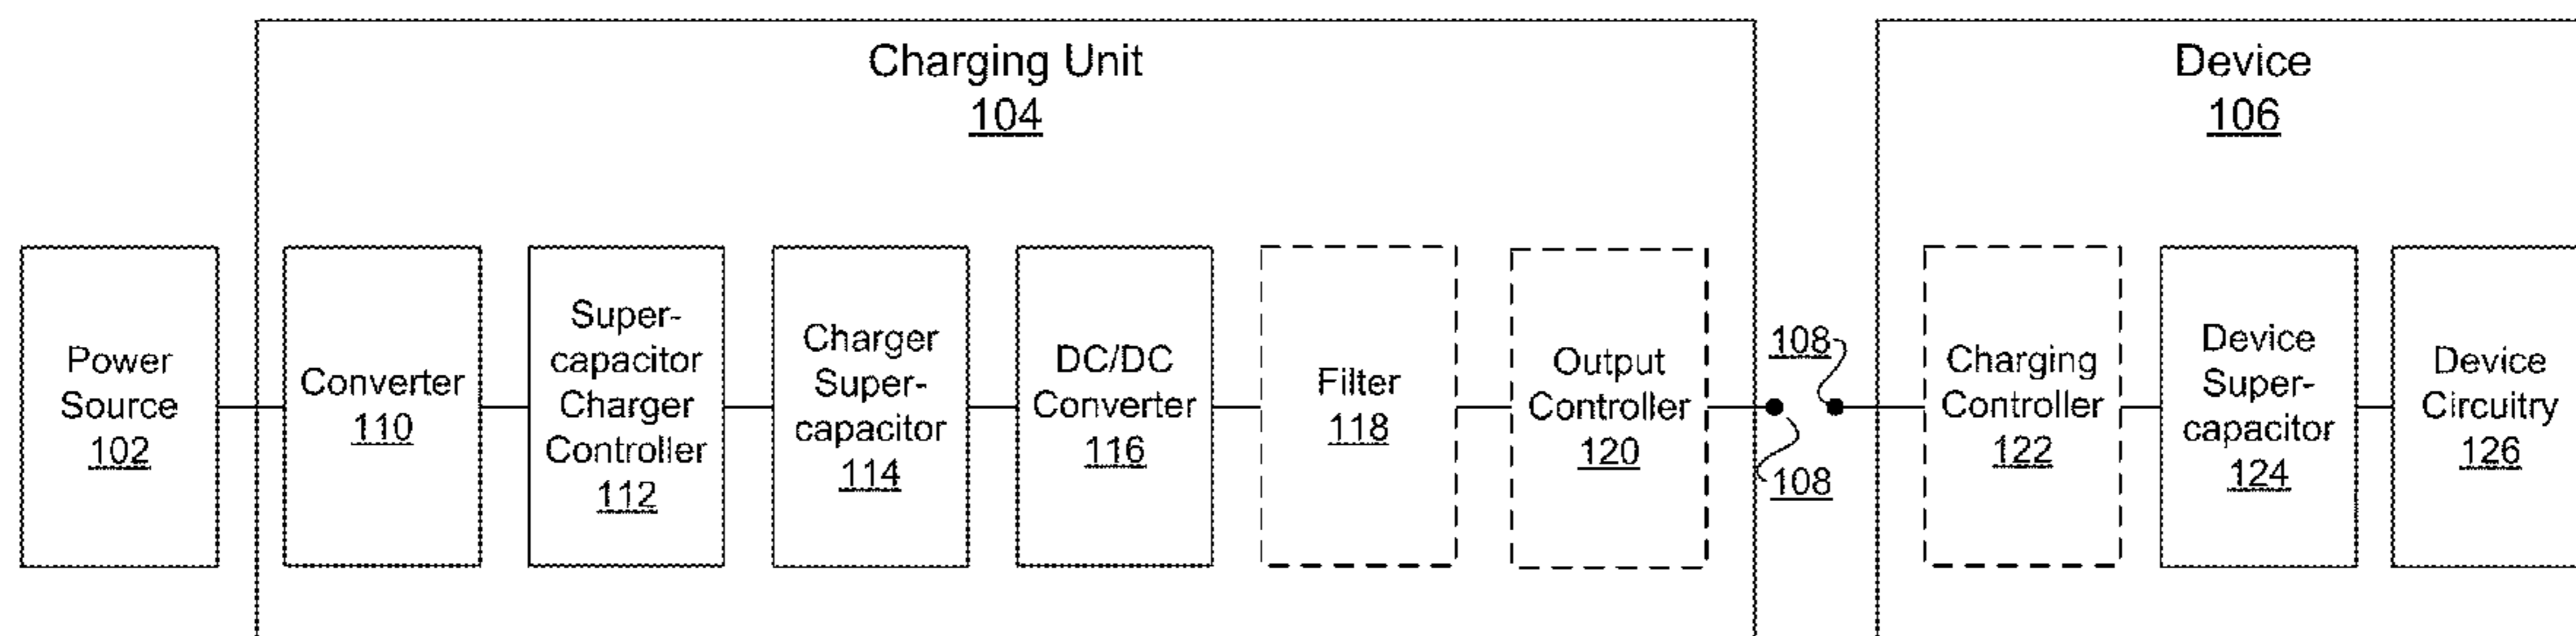 Charging Unit
104
Device
106
Power
Source
102
Converter
110
Super-
capacitor
Charger
Controller
112
Charger
Super-
capacitor
114
DC/DC
Converter
116
Filter
118
Output
Controller
120
108
108
Charging
Controller
122
Device
Super-
capacitor
124
Device
Circuitry
126